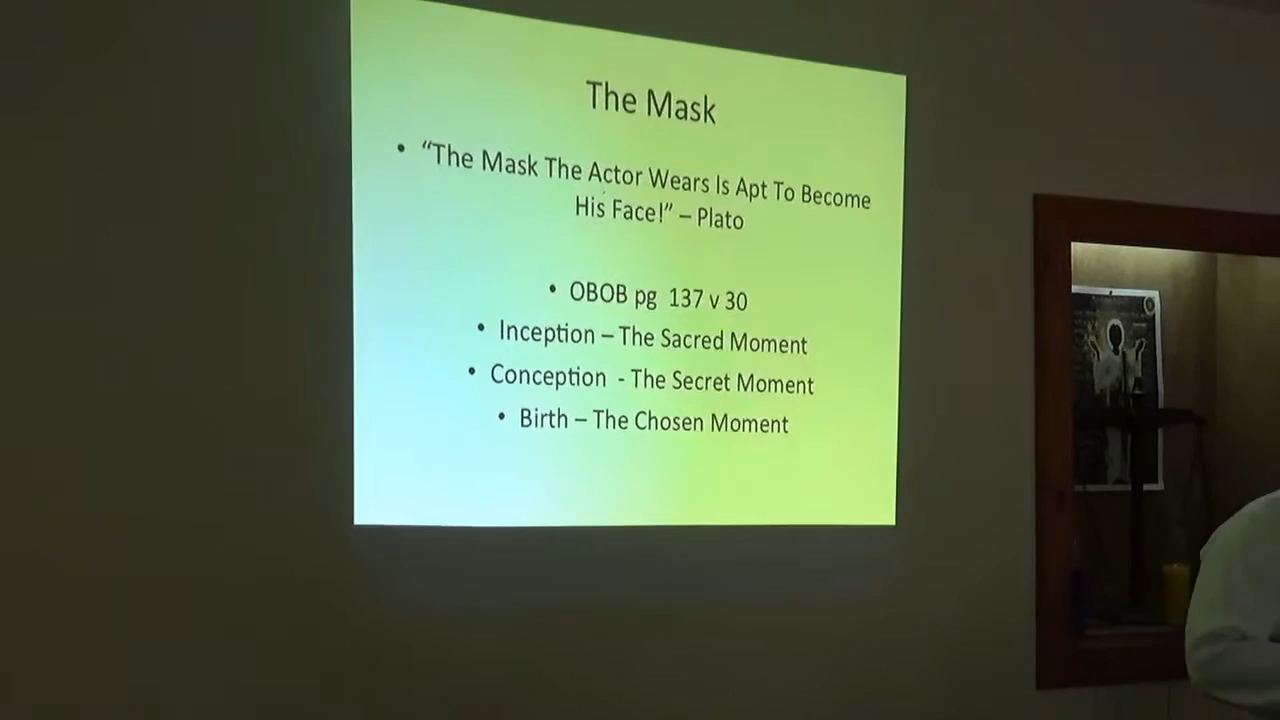 The Mask
• “The Mask The Actor Wears Is Apt To Become
His Face!” – Plato
• OBOB pg 137 v 30
• Inception – The Sacred Moment
• Conception - The Secret Moment
• Birth – The Chosen Moment